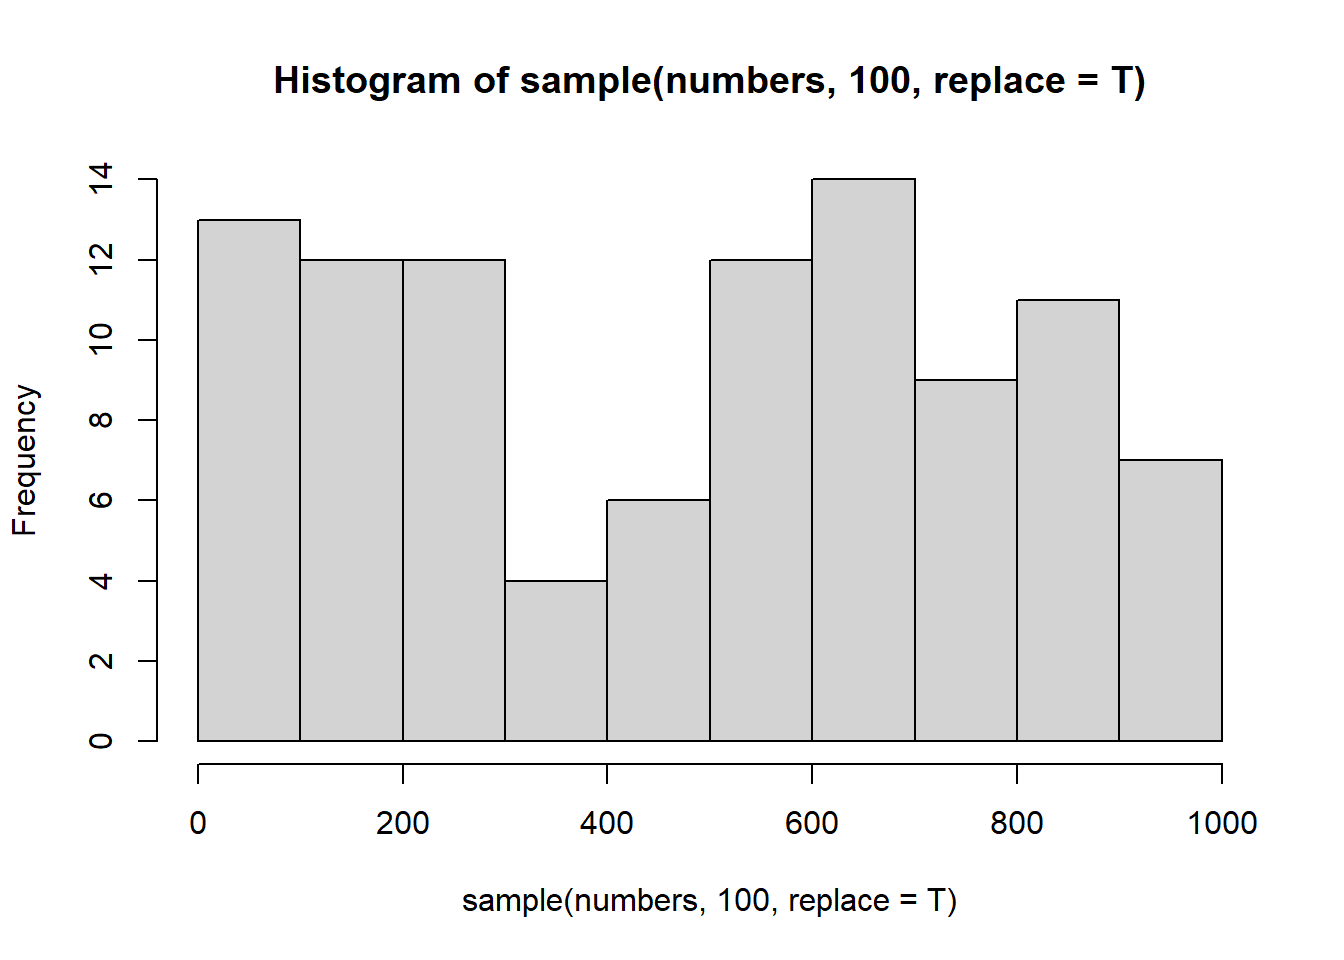 Histogram of sample(numbers, 100, replace = T)
Frequency
14
12
10
8
6
4
2
0
0 200 400 600 800 1000
sample(numbers, 100, replace = T)